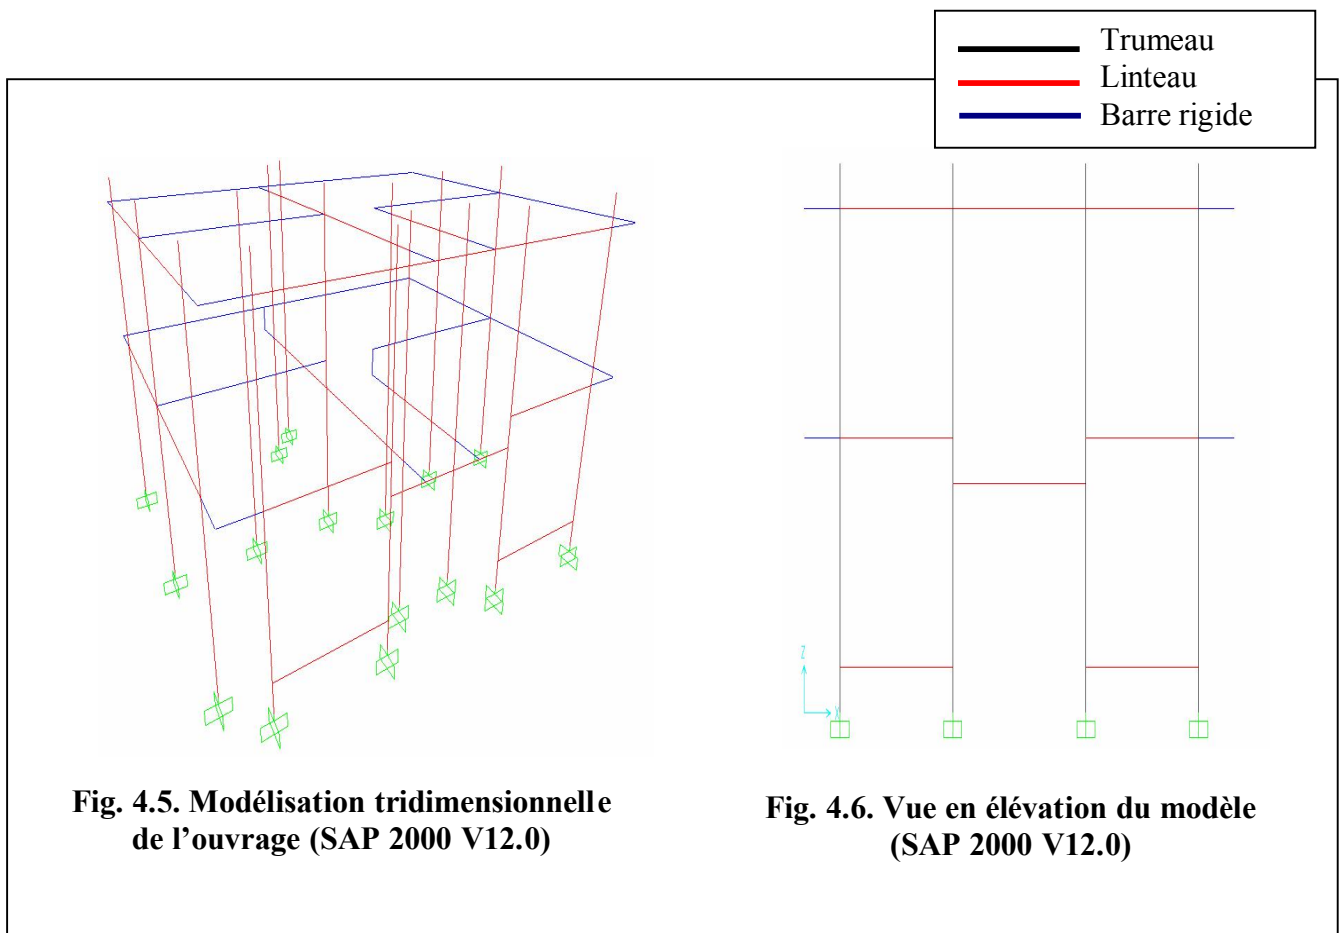 Trumeau
Linteau
Barre rigide
Z
X
Fig. 4.5. Modélisation tridimensionnelle
de l’ouvrage (SAP 2000 V12.0)
Fig. 4.6. Vue en élévation du modèle
(SAP 2000 V12.0)